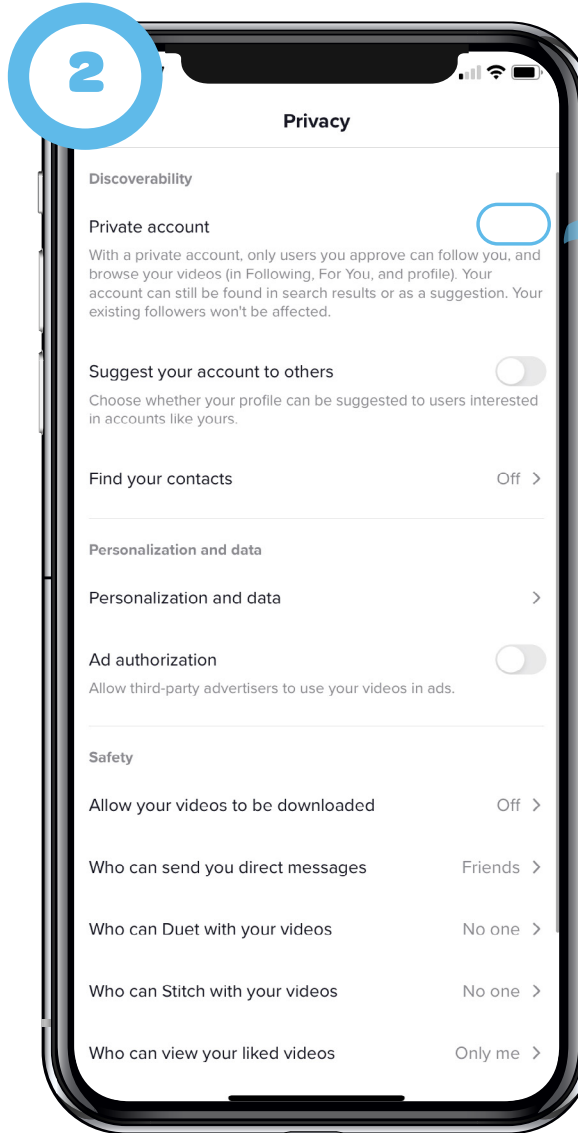 2
Privacy
Discoverability
Private account
With a private account, only users you approve can follow you, and
browse your videos (in Following, For You, and profile). Your
account can still be found in search results or as a suggestion. Your
existing followers won't be affected.
Suggest your account to others
Choose whether your profile can be suggested to users interested
in accounts like yours.
Find your contacts Off
Personalization and data
Personalization and data
Ad authorization
Allow third-party advertisers to use your videos in ads.
Safety
Allow your videos to be downloaded Off
Who can send you direct messages Friends
Who can Duet with your videos No one
Who can Stitch with your videos No one
Who can view your liked videos Only me